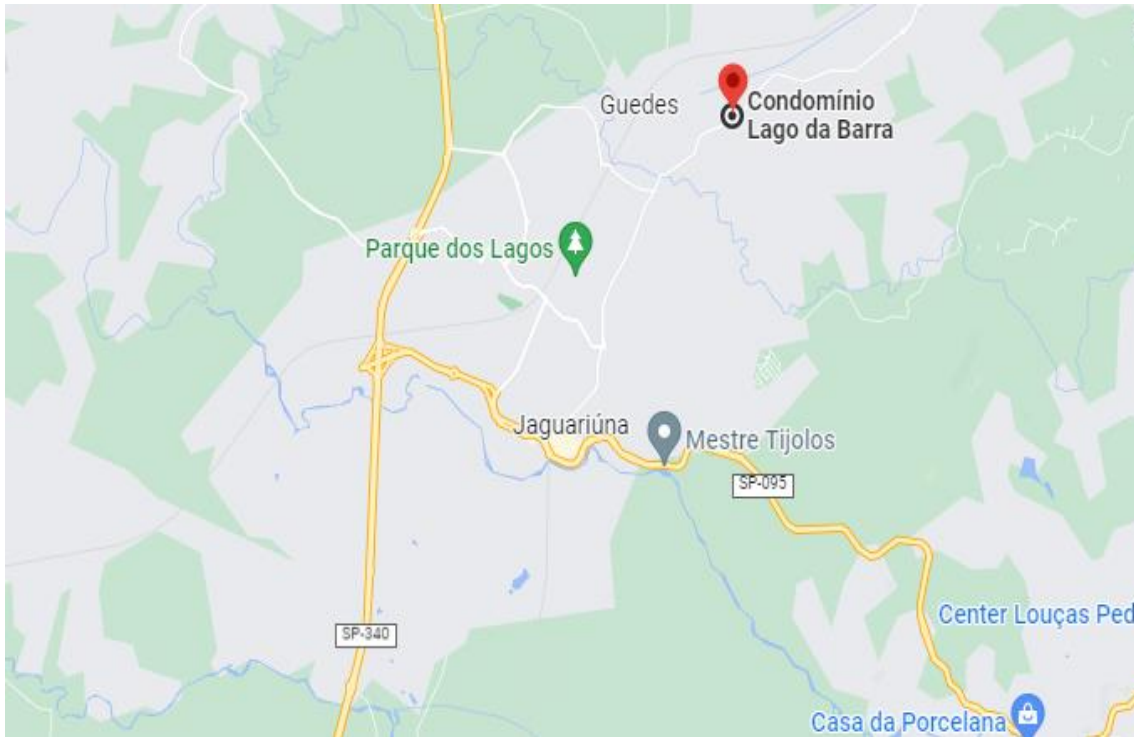 Guedes
Condomínio
Lago da Barra
Parque dos Lagos
Jaguariúna
Mestre Tijolos
SP-095
Center Louças Ped
SP-340
Casa da Porcelana